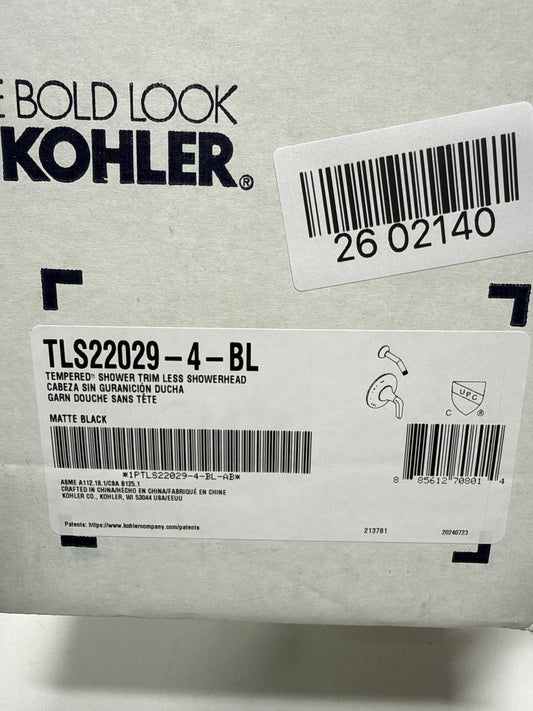 E BOLD LOOK
KOHLER®
26 02140
TLS22029-4-BL
TEMPERED™ SHOWER TRIM LESS SHOWERHEAD
CABEZA SIN GURANICIÓN DUCHA
GARN DOUCHE SANS TÊTE
MATTE BLACK
*1PTLS22029-4-BL-AB*
ASME A112.18.1/CSA B125.1
CRAFTED IN CHINA/HECHO EN CHINA/FABRIQUÉ EN CHINE
KOHLER CO., KOHLER, WI 53044 USA/EEUU
Patents: https://www.kohlercompany.com/patents
UPC
C ®
8 85612 70801 4
213781
20240723